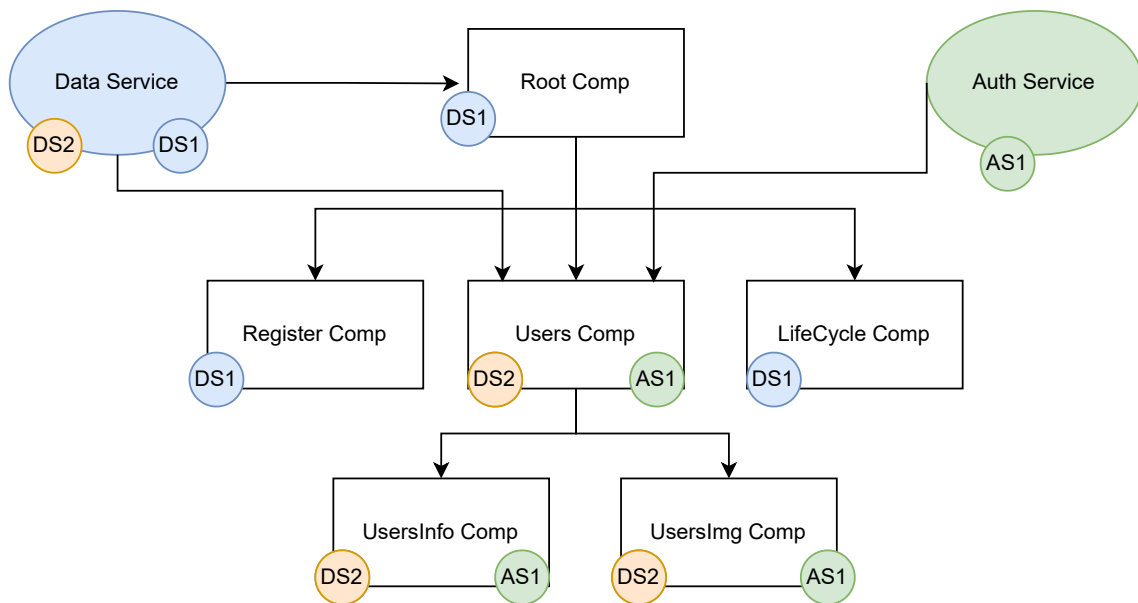 Data Service
Root Comp
Auth Service
DS1
DS2
DS1
AS1
Register Comp
Users Comp
LifeCycle Comp
DS1
DS2
AS1
DS1
UsersInfo Comp
UsersImg Comp
DS2
AS1
DS2
AS1